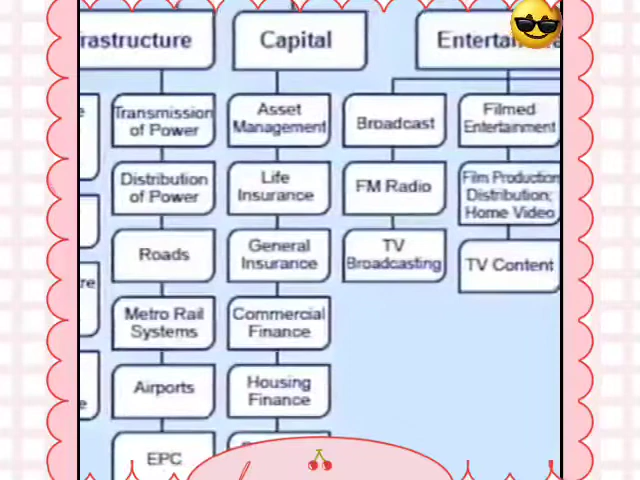 rastructure
Capital
Transmission
of Power
Distribution
of Power
Roads
Metro Rail
Systems
Airports
EPC
Asset
Management
Life
Insurance
General
Insurance
Commercial
Finance
Housing
Finance
Broadcast
FM Radio
TV
Broadcasting
Filmed
Entertainment
Film Production
Distribution;
Home Video
TV Content